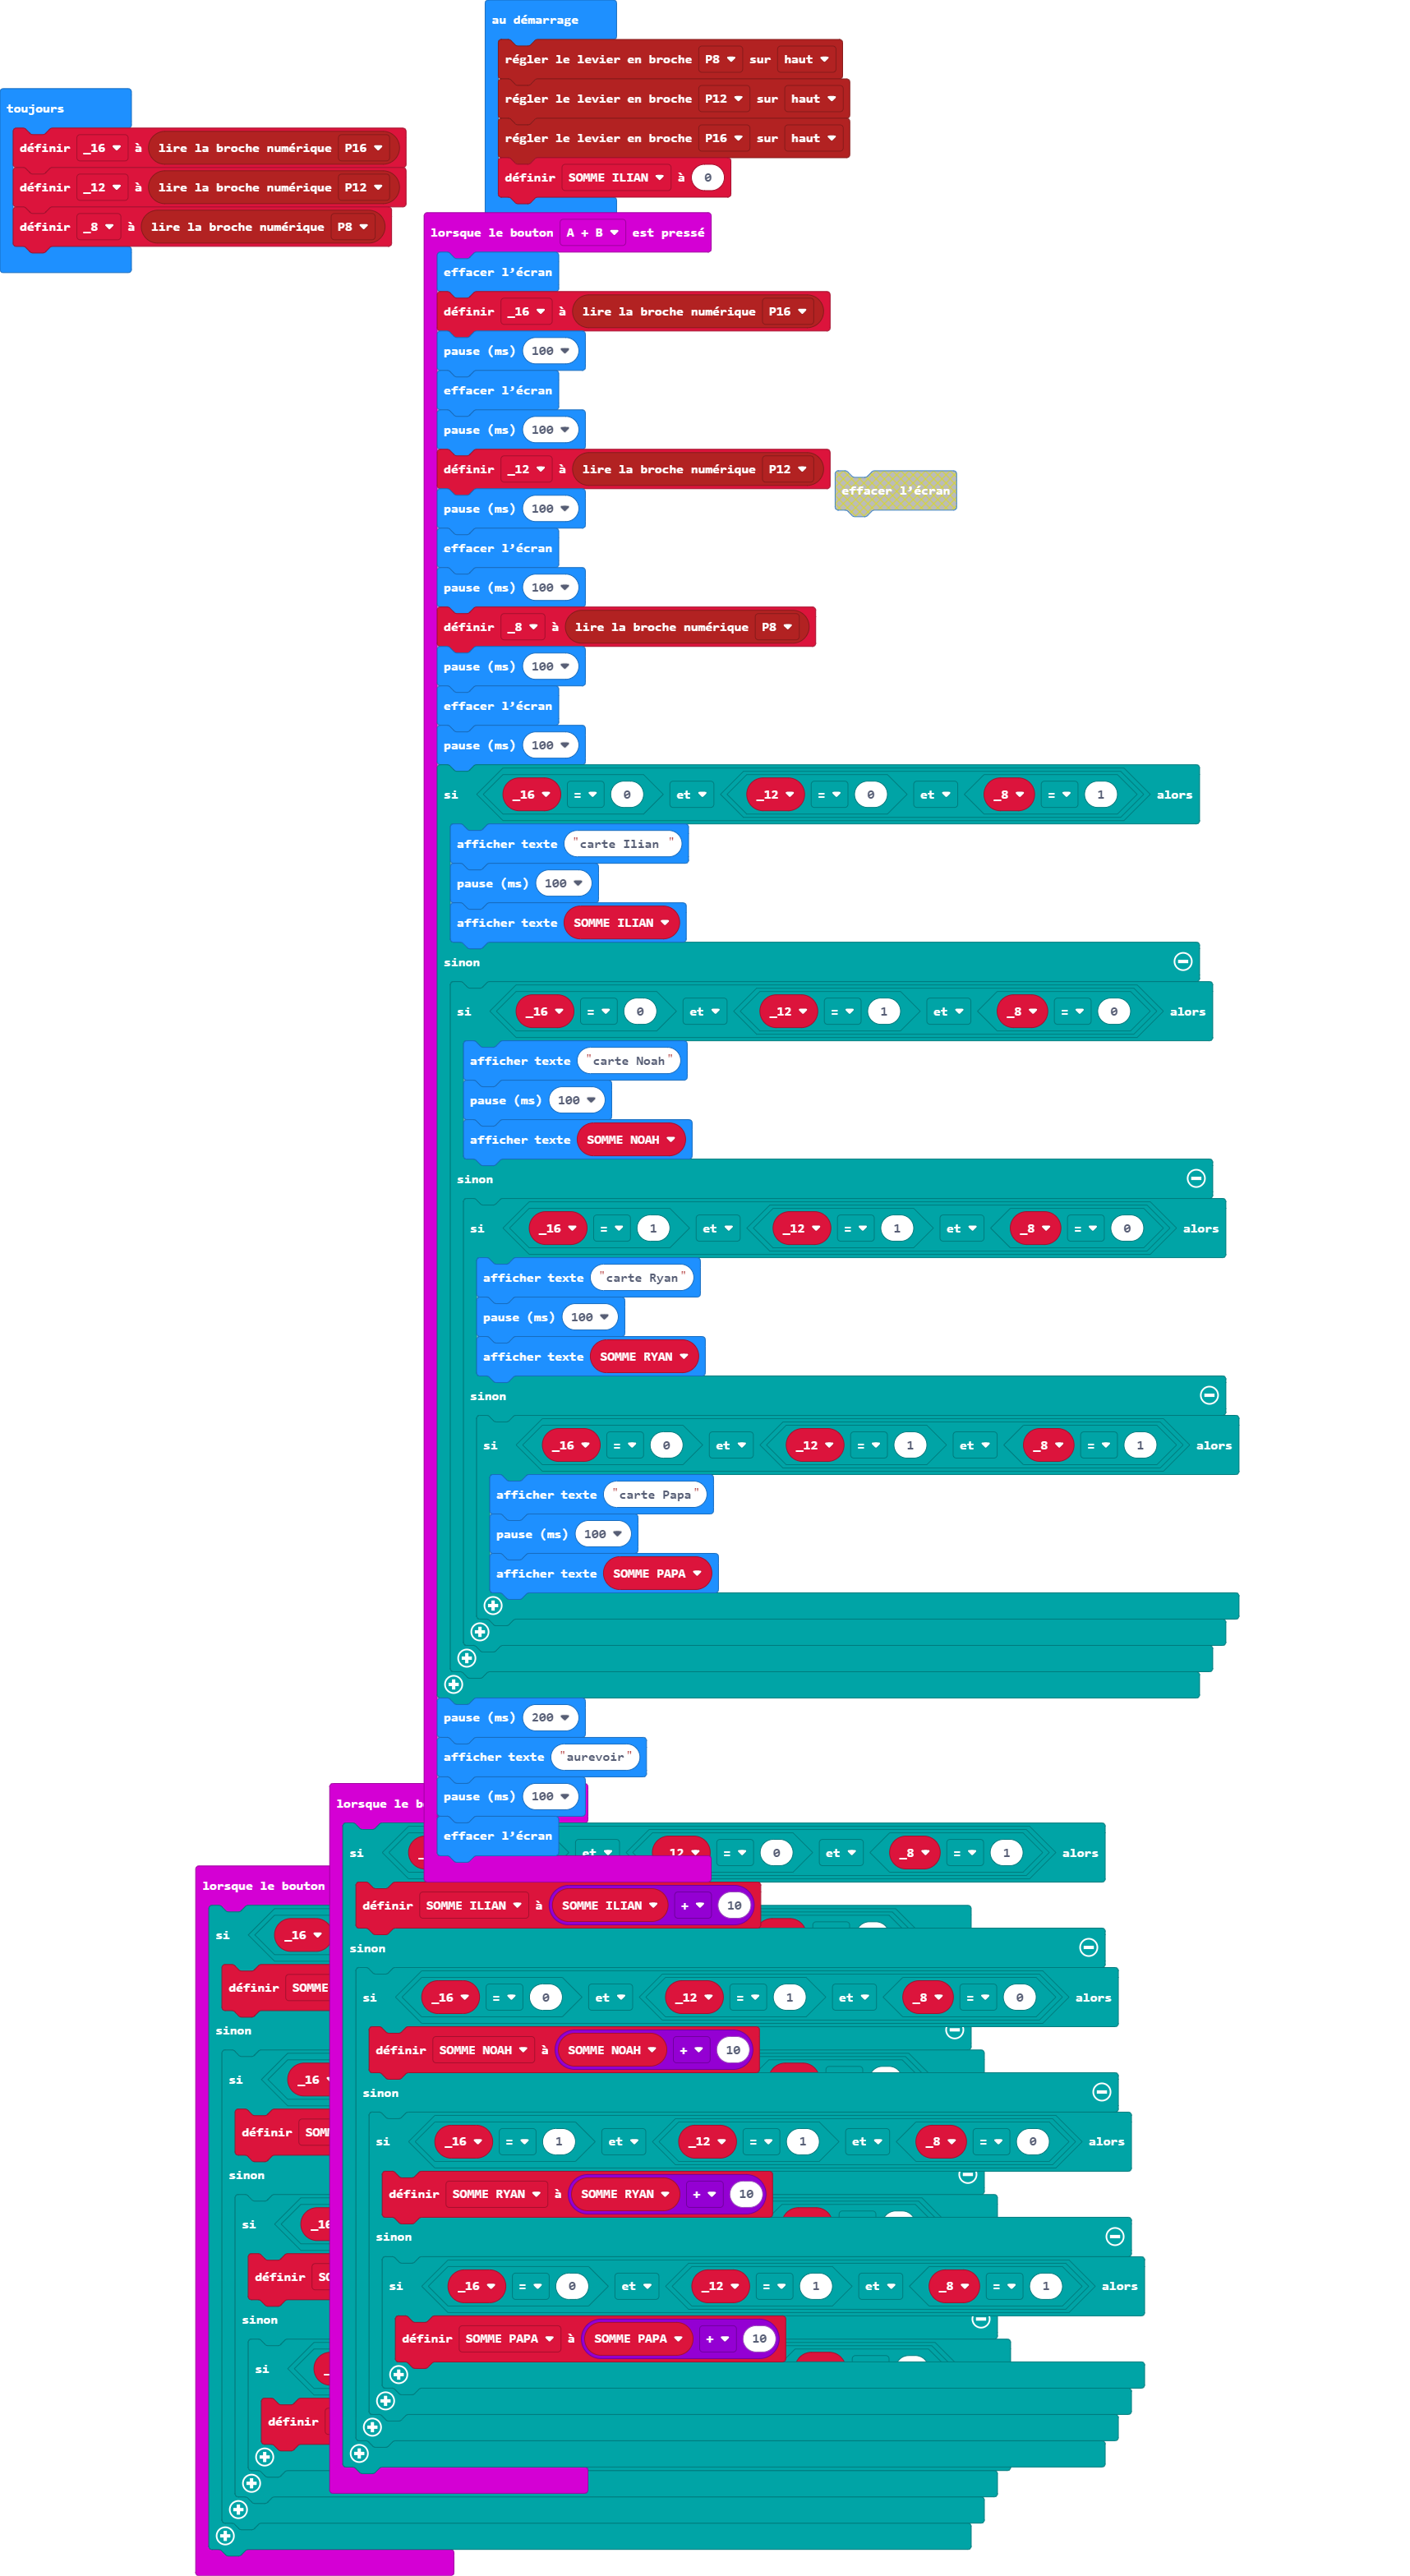 au démarrage
régler le levier en broche P8 sur haut
régler le levier en broche P12 sur haut
régler le levier en broche P16 sur haut
définir SOMME ILIAN à 0
toujours
définir _16 à lire la broche numérique P16
définir _12 à lire la broche numérique P12
définir _8 à lire la broche numérique P8
lorsque le bouton A + B est pressé
effacer l'écran
définir _16 à lire la broche numérique P16
pause (ms) 100
effacer l'écran
pause (ms) 100
définir _12 à lire la broche numérique P12
effacer l'écran
pause (ms) 100
effacer l'écran
pause (ms) 100
définir _8 à lire la broche numérique P8
pause (ms) 100
effacer l'écran
pause (ms) 100
si _16 = 0 et _12 = 0 et _8 = 1 alors
afficher texte "carte Ilian "
pause (ms) 100
afficher texte SOMME ILIAN
sinon
si _16 = 0 et _12 = 1 et _8 = 0 alors
afficher texte "carte Noah"
pause (ms) 100
afficher texte SOMME NOAH
sinon
si _16 = 1 et _12 = 1 et _8 = 0 alors
afficher texte "carte Ryan"
pause (ms) 100
afficher texte SOMME RYAN
sinon
si _16 = 0 et _12 = 1 et _8 = 1 alors
afficher texte "carte Papa"
pause (ms) 100
afficher texte SOMME PAPA
pause (ms) 200
afficher texte "aurevoir"
pause (ms) 100
effacer l'écran
lorsque le
si et 12 = 0 et _8 = 1 alors
définir SOMME ILIAN à SOMME ILIAN + 10
sinon
si _16 = 0 et _12 = 1 et _8 = 0 alors
définir SOMME NOAH à SOMME NOAH + 10
sinon
si _16 = 1 et _12 = 1 et _8 = 0 alors
définir SOMME RYAN à SOMME RYAN + 10
sinon
si _16 = 0 et _12 = 1 et _8 = 1 alors
définir SOMME PAPA à SOMME PAPA + 10
lorsque le bouton
si _16
définir SOMME
sinon
si _16
définir
sinon
si
définir
sinon
si
définir